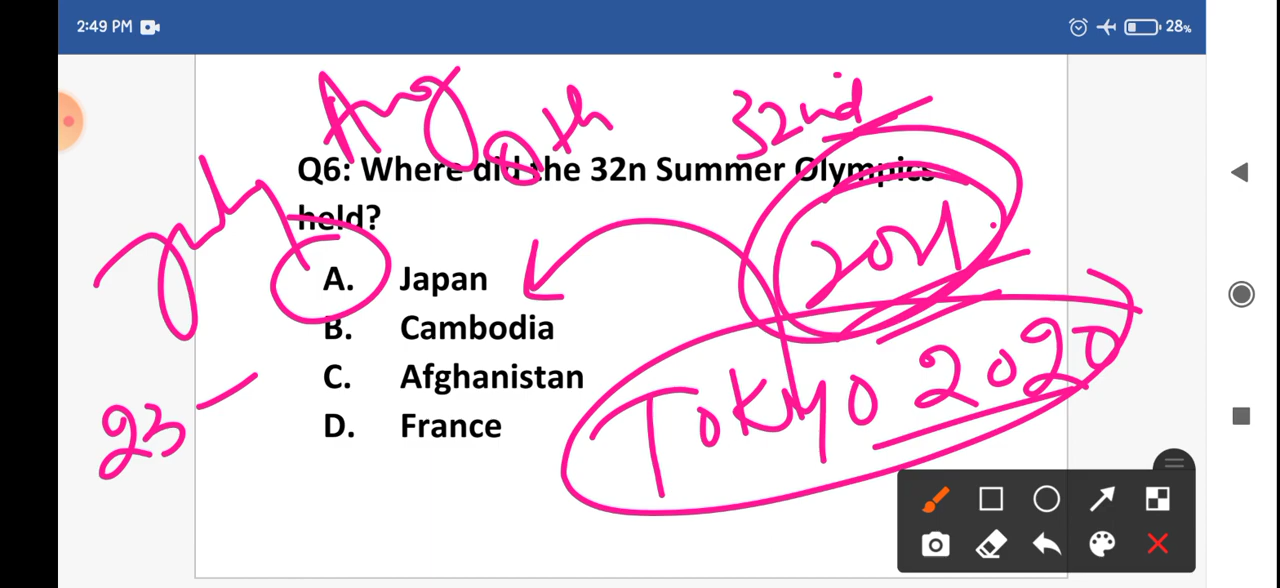 2:49 PM 28%
Aug 8th 32nd
Q6: Where did the 32n Summer Olympics
held?
July
2021
A. Japan
B. Cambodia
C. Afghanistan
D. France
Tokyo 2020
23